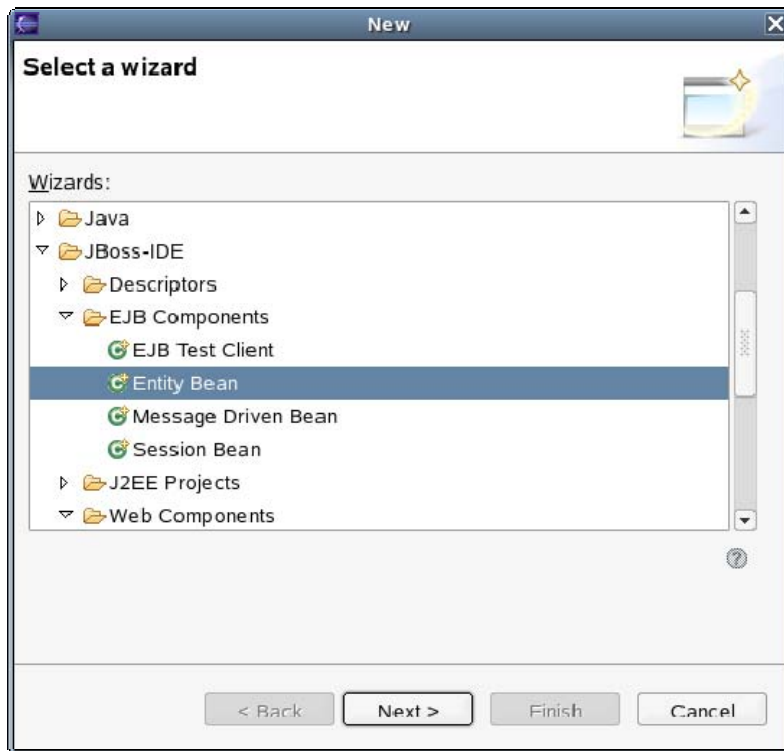 New
Select a wizard
Wizards:
Java
JBoss-IDE
Descriptors
EJB Components
EJB Test Client
Entity Bean
Message Driven Bean
Session Bean
J2EE Projects
Web Components
< Back Next > Finish Cancel